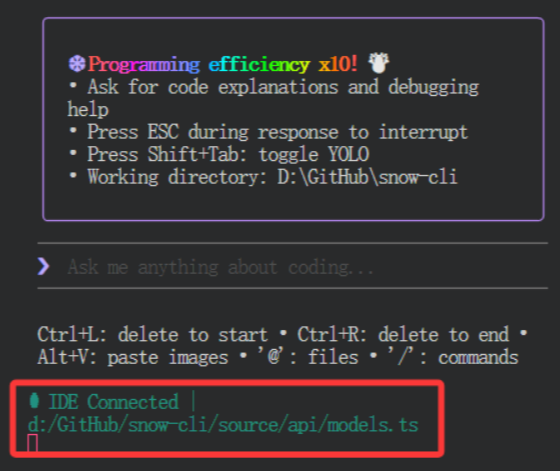 ❄Programming efficiency x10! 🐮
• Ask for code explanations and debugging
help
• Press ESC during response to interrupt
• Press Shift+Tab: toggle YOLO
• Working directory: D:\GitHub\snow-cli
❯ Ask me anything about coding...
Ctrl+L: delete to start • Ctrl+R: delete to end •
Alt+V: paste images • '@': files • '/': commands
● IDE Connected |
d:/GitHub/snow-cli/source/api/models.ts